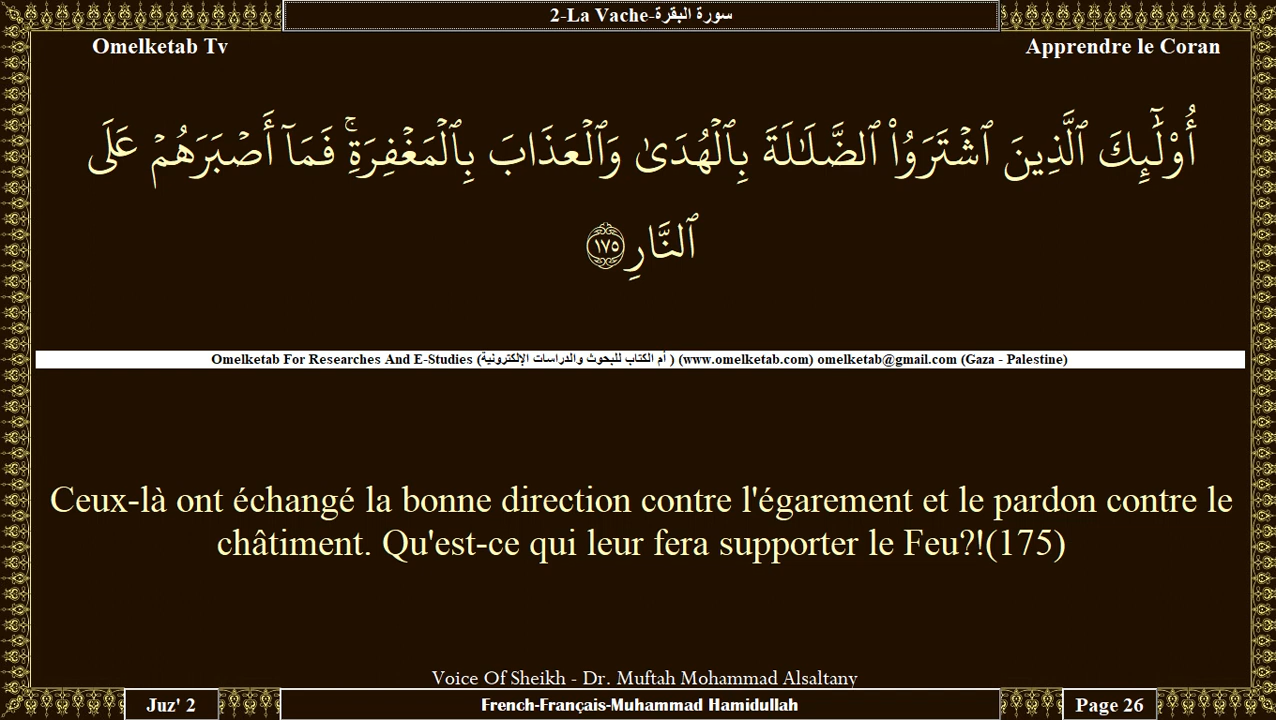 2-La Vache-سورة البقرة
Omelketab Tv
Apprendre le Coran
أُوْلَٰٓئِكَ ٱلَّذِينَ ٱشْتَرَوُاْ ٱلضَّلَٰلَةَ بِٱلْهُدَىٰ وَٱلْعَذَابَ بِٱلْمَغْفِرَةِۚ فَمَآ أَصْبَرَهُمْ عَلَى
ٱلنَّارِ ١٧٥
Omelketab For Researches And E-Studies (أم الكتاب للبحوث والدراسات الإلكترونية ) (www.omelketab.com) omelketab@gmail.com (Gaza - Palestine)
Ceux-là ont échangé la bonne direction contre l'égarement et le pardon contre le
châtiment. Qu'est-ce qui leur fera supporter le Feu?!(175)
Voice Of Sheikh - Dr. Muftah Mohammad Alsaltany
Juz' 2
French-Français-Muhammad Hamidullah
Page 26